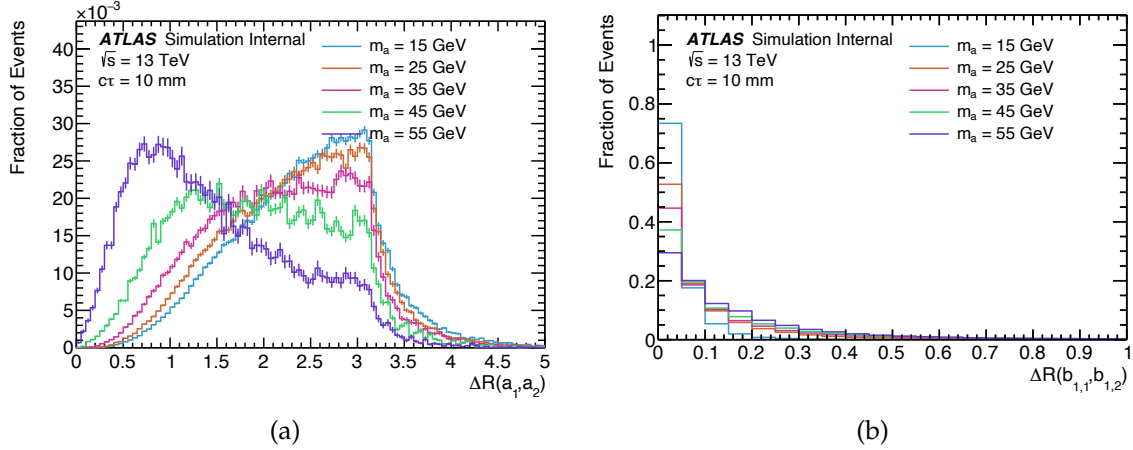 ×10⁻³
ATLAS Simulation Internal
√s = 13 TeV
cτ = 10 mm
m_a = 15 GeV
m_a = 25 GeV
m_a = 35 GeV
m_a = 45 GeV
m_a = 55 GeV
Fraction of Events
40
35
30
25
20
15
10
5
0
0 0.5 1 1.5 2 2.5 3 3.5 4 4.5 5
ΔR(a_1,a_2)
(a)
ATLAS Simulation Internal
√s = 13 TeV
cτ = 10 mm
m_a = 15 GeV
m_a = 25 GeV
m_a = 35 GeV
m_a = 45 GeV
m_a = 55 GeV
Fraction of Events
1
0.8
0.6
0.4
0.2
0
0 0.1 0.2 0.3 0.4 0.5 0.6 0.7 0.8 0.9 1
ΔR(b_{1,1},b_{1,2})
(b)